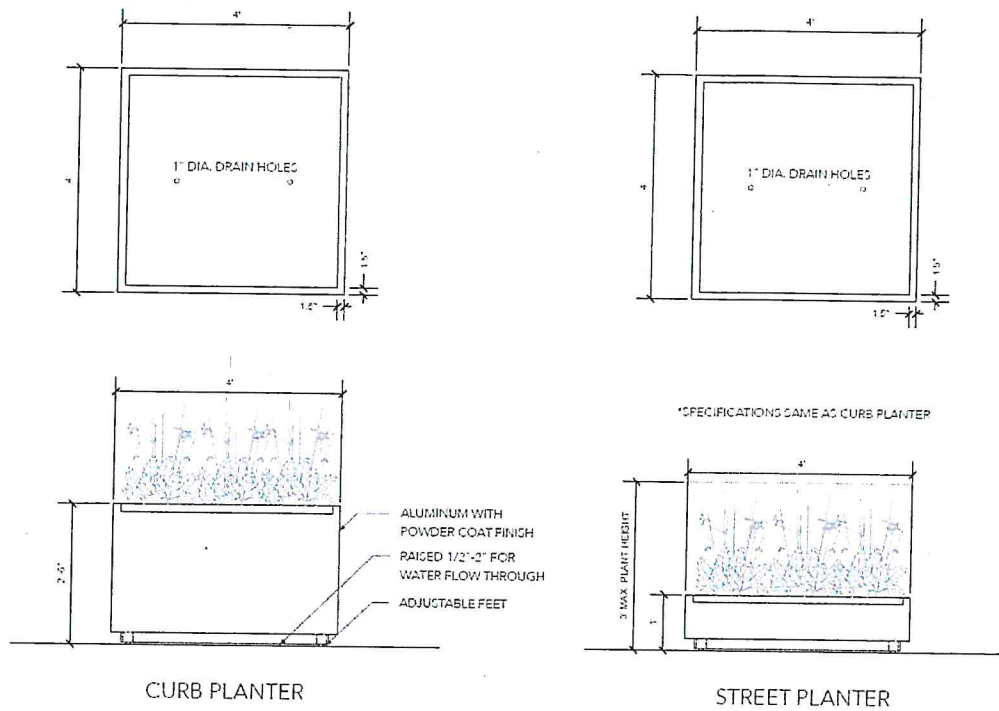 4'
4'
1" DIA. DRAIN HOLES
1" DIA. DRAIN HOLES
4'
4'
1.5"
1.5"
1.5"
1.5"
4'
*SPECIFICATIONS SAME AS CURB PLANTER
4'
2'-6"
ALUMINUM WITH
POWDER COAT FINISH
RAISED 1/2"-2" FOR
WATER FLOW THROUGH
ADJUSTABLE FEET
3' MAX. PLANT HEIGHT
1'
CURB PLANTER
STREET PLANTER